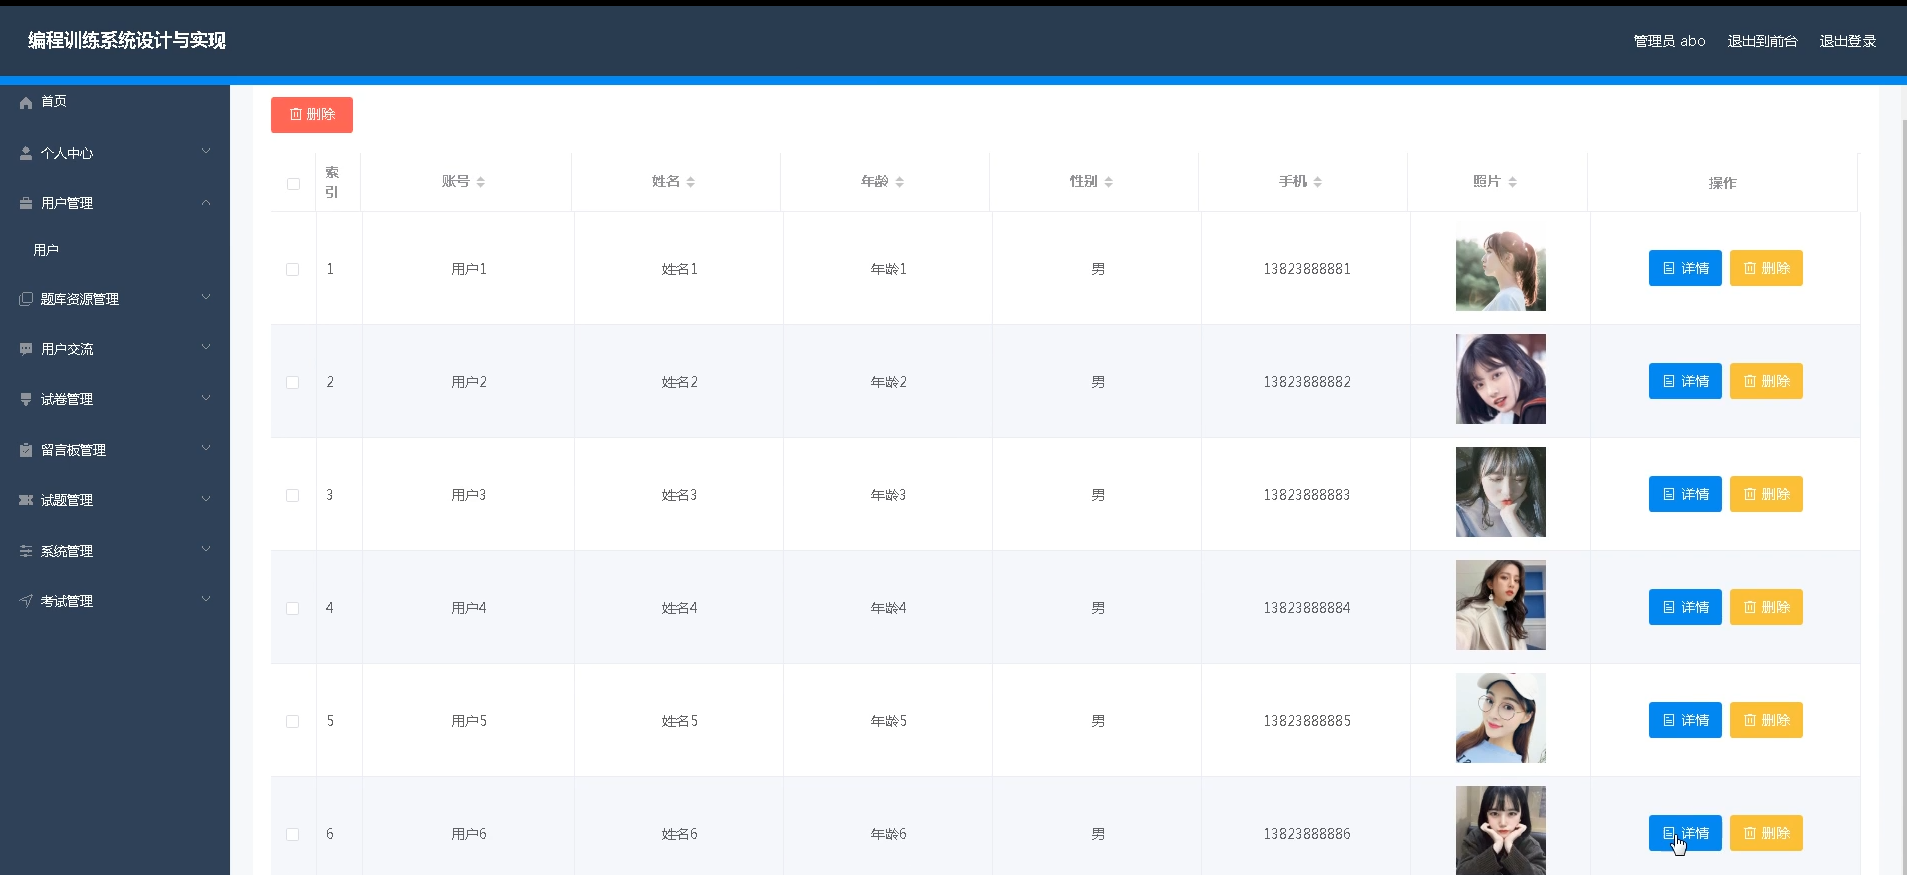 编程训练系统设计与实现
管理员 abo 退出到前台 退出登录
首页
个人中心
用户管理
用户
题库资源管理
用户交流
试卷管理
留言板管理
试题管理
系统管理
考试管理
删除
索引 账号 姓名 年龄 性别 手机 照片 操作
1 用户1 姓名1 年龄1 男 13823888881 详情 删除
2 用户2 姓名2 年龄2 男 13823888882 详情 删除
3 用户3 姓名3 年龄3 男 13823888883 详情 删除
4 用户4 姓名4 年龄4 男 13823888884 详情 删除
5 用户5 姓名5 年龄5 男 13823888885 详情 删除
6 用户6 姓名6 年龄6 男 13823888886 详情 删除